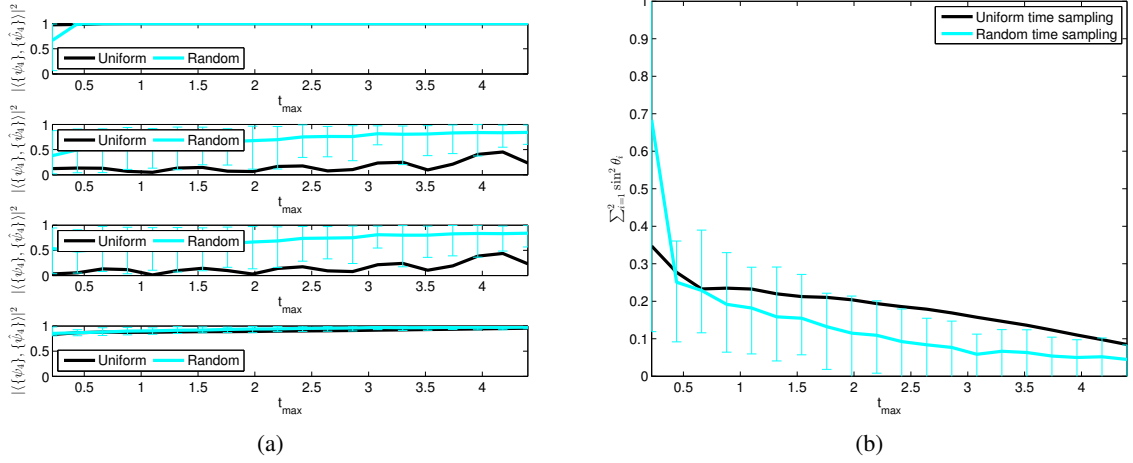 |⟨{ψ₄}, {ψ̂₄}⟩|²
1
0.5
0
Uniform
Random
0.5 1 1.5 2 2.5 3 3.5 4
t_max
|⟨{ψ₄}, {ψ̂₄}⟩|²
1
0.5
0
Uniform
Random
0.5 1 1.5 2 2.5 3 3.5 4
t_max
|⟨{ψ₄}, {ψ̂₄}⟩|²
1
0.5
0
Uniform
Random
0.5 1 1.5 2 2.5 3 3.5 4
t_max
|⟨{ψ₄}, {ψ̂₄}⟩|²
1
0.5
Uniform
Random
0.5 1 1.5 2 2.5 3 3.5 4
t_max
(a)
Uniform time sampling
Random time sampling
1
0.9
0.8
0.7
0.6
0.5
0.4
0.3
0.2
0.1
0
∑²ᵢ₌₁ sin² θᵢ
0.5 1 1.5 2 2.5 3 3.5 4
t_max
(b)